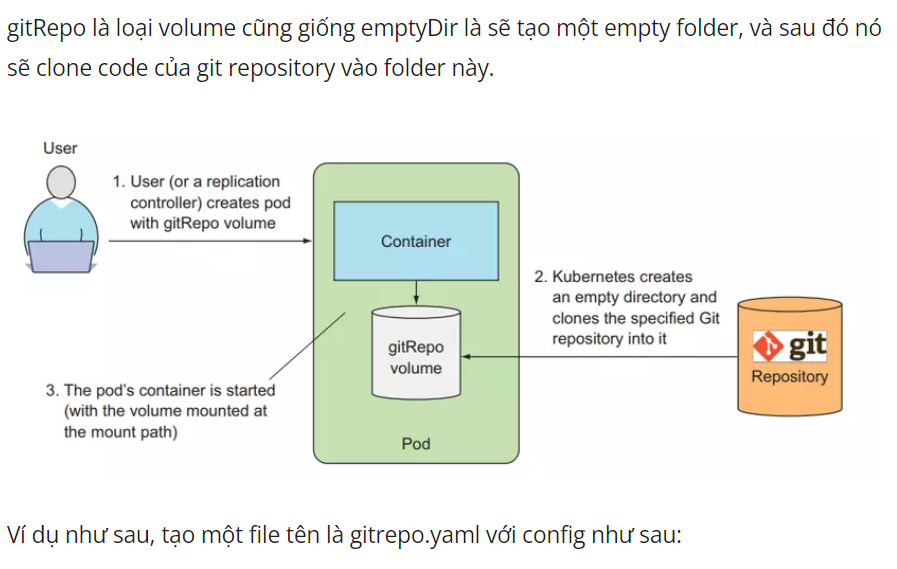 gitRepo là loại volume cũng giống emptyDir là sẽ tạo một empty folder, và sau đó nó
sẽ clone code của git repository vào folder này.
User
1. User (or a replication
controller) creates pod
with gitRepo volume
Container
2. Kubernetes creates
an empty directory and
clones the specified Git
repository into it
gitRepo
volume
git
Repository
3. The pod's container is started
(with the volume mounted at
the mount path)
Pod
Ví dụ như sau, tạo một file tên là gitrepo.yaml với config như sau: